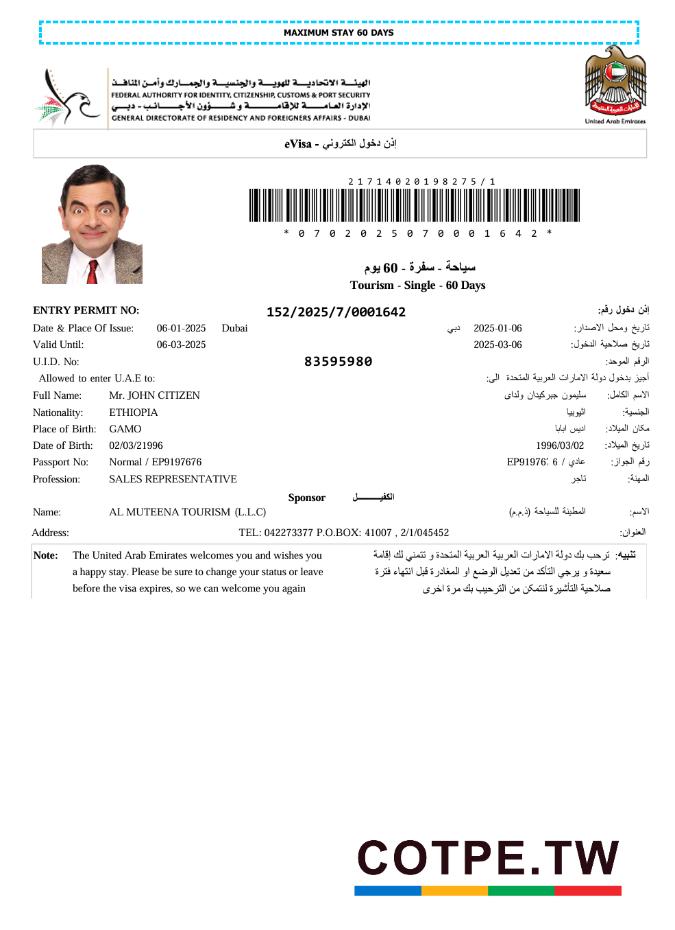 MAXIMUM STAY 60 DAYS
الهيئة الاتحادية للهوية والجنسية والجمارك وأمن المنافذ
FEDERAL AUTHORITY FOR IDENTITY, CITIZENSHIP, CUSTOMS & PORT SECURITY
الإدارة العامة للإقامة وشؤون الأجانب - دبي
GENERAL DIRECTORATE OF RESIDENCY AND FOREIGNERS AFFAIRS - DUBAI
United Arab Emirates
إذن دخول الكتروني - eVisa
21714020198275/1
*0702025070001642*
سياحة - سفرة - 60 يوم
Tourism - Single - 60 Days
ENTRY PERMIT NO: 152/2025/7/0001642 إذن دخول رقم:
Date & Place Of Issue: 06-01-2025 Dubai دبي 2025-01-06 تاريخ ومحل الاصدار:
Valid Until: 06-03-2025 2025-03-06 تاريخ صلاحية الدخول:
U.I.D. No: 83595980 الرقم الموحد:
Allowed to enter U.A.E to: أجيز بدخول دولة الامارات العربية المتحدة الى:
Full Name: Mr. JOHN CITIZEN سليمون جبركيدان ولداى الاسم الكامل:
Nationality: ETHIOPIA اثيوبيا الجنسية:
Place of Birth: GAMO اديس ابابا مكان الميلاد:
Date of Birth: 02/03/21996 1996/03/02 تاريخ الميلاد:
Passport No: Normal / EP9197676 عادي / EP91976 6 رقم الجواز:
Profession: SALES REPRESENTATIVE تاجر المهنة:
Sponsor الكفيــل
Name: AL MUTEENA TOURISM (L.L.C) المطينة للسياحة (ذ.م.م) الاسم:
Address: TEL: 042273377 P.O.BOX: 41007 , 2/1/045452 العنوان:
Note: The United Arab Emirates welcomes you and wishes you تنبيه: ترحب بك دولة الامارات العربية العربية المتحدة و تتمني لك إقامة
a happy stay. Please be sure to change your status or leave سعيدة و يرجي التأكد من تعديل الوضع او المغادرة قبل انتهاء فترة
before the visa expires, so we can welcome you again صلاحية التأشيرة لنتمكن من الترحيب بك مرة اخرى
COTPE.TW